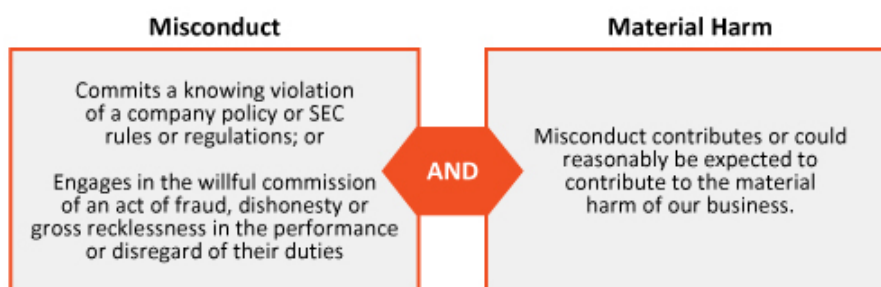 Misconduct
Commits a knowing violation
of a company policy or SEC
rules or regulations; or
Engages in the willful commission
of an act of fraud, dishonesty or
gross recklessness in the performance
or disregard of their duties
AND
Material Harm
Misconduct contributes or could
reasonably be expected to
contribute to the material
harm of our business.